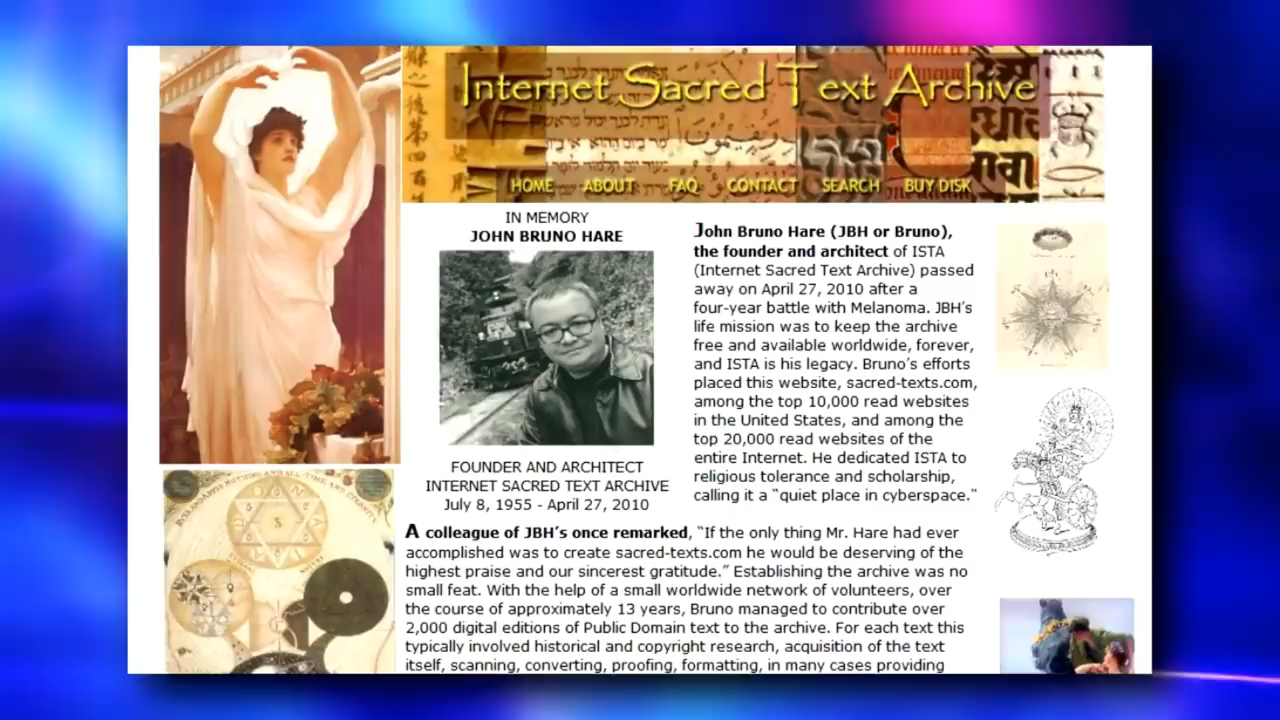 Internet Sacred Text Archive
HOME ABOUT FAQ CONTACT SEARCH BUY DISK
IN MEMORY
JOHN BRUNO HARE
FOUNDER AND ARCHITECT
INTERNET SACRED TEXT ARCHIVE
July 8, 1955 - April 27, 2010
John Bruno Hare (JBH or Bruno),
the founder and architect of ISTA
(Internet Sacred Text Archive) passed
away on April 27, 2010 after a
four-year battle with Melanoma. JBH's
life mission was to keep the archive
free and available worldwide, forever,
and ISTA is his legacy. Bruno's efforts
placed this website, sacred-texts.com,
among the top 10,000 read websites
in the United States, and among the
top 20,000 read websites of the
entire Internet. He dedicated ISTA to
religious tolerance and scholarship,
calling it a "quiet place in cyberspace."
A colleague of JBH's once remarked, "If the only thing Mr. Hare had ever
accomplished was to create sacred-texts.com he would be deserving of the
highest praise and our sincerest gratitude." Establishing the archive was no
small feat. With the help of a small worldwide network of volunteers, over
the course of approximately 13 years, Bruno managed to contribute over
2,000 digital editions of Public Domain text to the archive. For each text this
typically involved historical and copyright research, acquisition of the text
itself, scanning, converting, proofing, formatting, in many cases providing